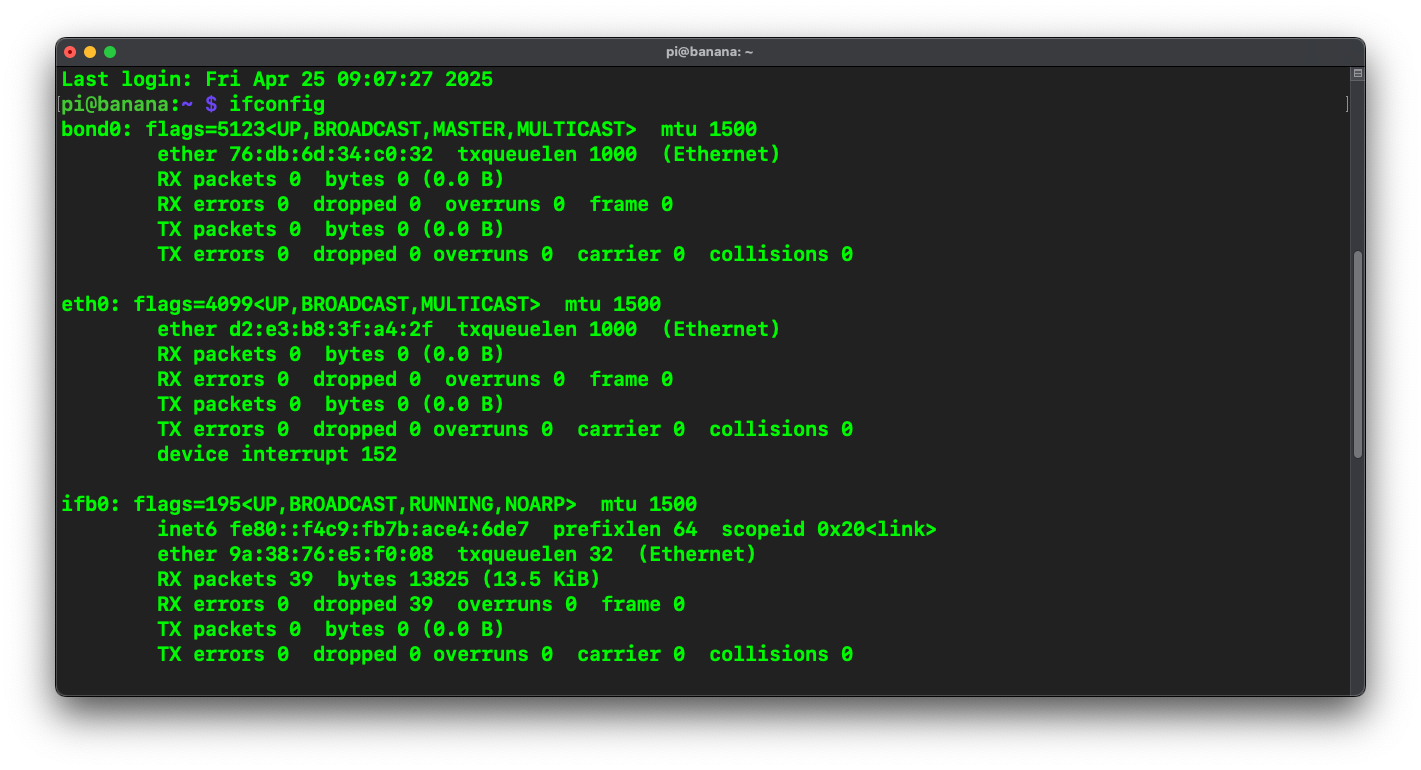 pi@banana: ~
Last login: Fri Apr 25 09:07:27 2025
[pi@banana:~ $ ifconfig ]
bond0: flags=5123<UP,BROADCAST,MASTER,MULTICAST>  mtu 1500
        ether 76:db:6d:34:c0:32  txqueuelen 1000  (Ethernet)
        RX packets 0  bytes 0 (0.0 B)
        RX errors 0  dropped 0  overruns 0  frame 0
        TX packets 0  bytes 0 (0.0 B)
        TX errors 0  dropped 0 overruns 0  carrier 0  collisions 0

eth0: flags=4099<UP,BROADCAST,MULTICAST>  mtu 1500
        ether d2:e3:b8:3f:a4:2f  txqueuelen 1000  (Ethernet)
        RX packets 0  bytes 0 (0.0 B)
        RX errors 0  dropped 0  overruns 0  frame 0
        TX packets 0  bytes 0 (0.0 B)
        TX errors 0  dropped 0 overruns 0  carrier 0  collisions 0
        device interrupt 152

ifb0: flags=195<UP,BROADCAST,RUNNING,NOARP>  mtu 1500
        inet6 fe80::f4c9:fb7b:ace4:6de7  prefixlen 64  scopeid 0x20<link>
        ether 9a:38:76:e5:f0:08  txqueuelen 32  (Ethernet)
        RX packets 39  bytes 13825 (13.5 KiB)
        RX errors 0  dropped 39  overruns 0  frame 0
        TX packets 0  bytes 0 (0.0 B)
        TX errors 0  dropped 0 overruns 0  carrier 0  collisions 0